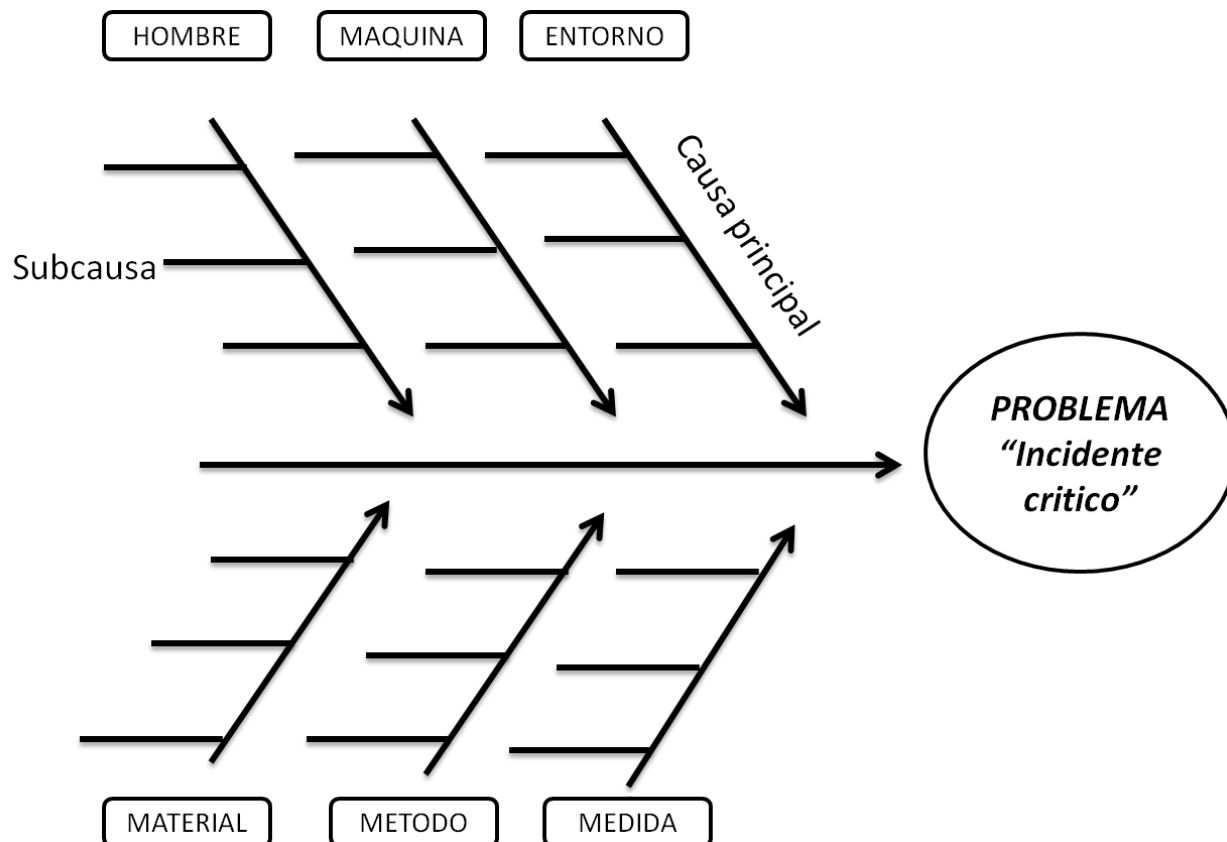 HOMBRE
MAQUINA
ENTORNO
Causa principal
Subcausa
PROBLEMA
“Incidente
critico”
MATERIAL
METODO
MEDIDA